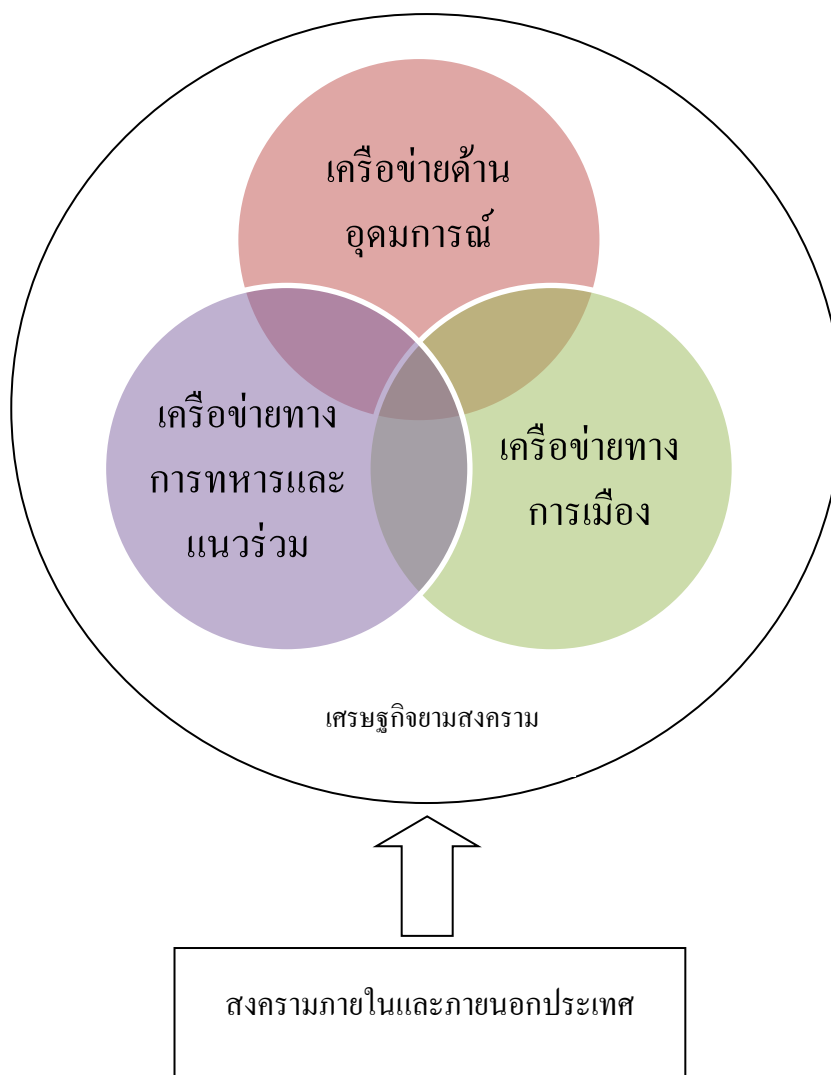 เครือข่ายด้าน
อุดมการณ์
เครือข่ายทาง
การทหารและ
แนวร่วม
เครือข่ายทาง
การเมือง
เศรษฐกิจยามสงคราม
สงครามภายในและภายนอกประเทศ